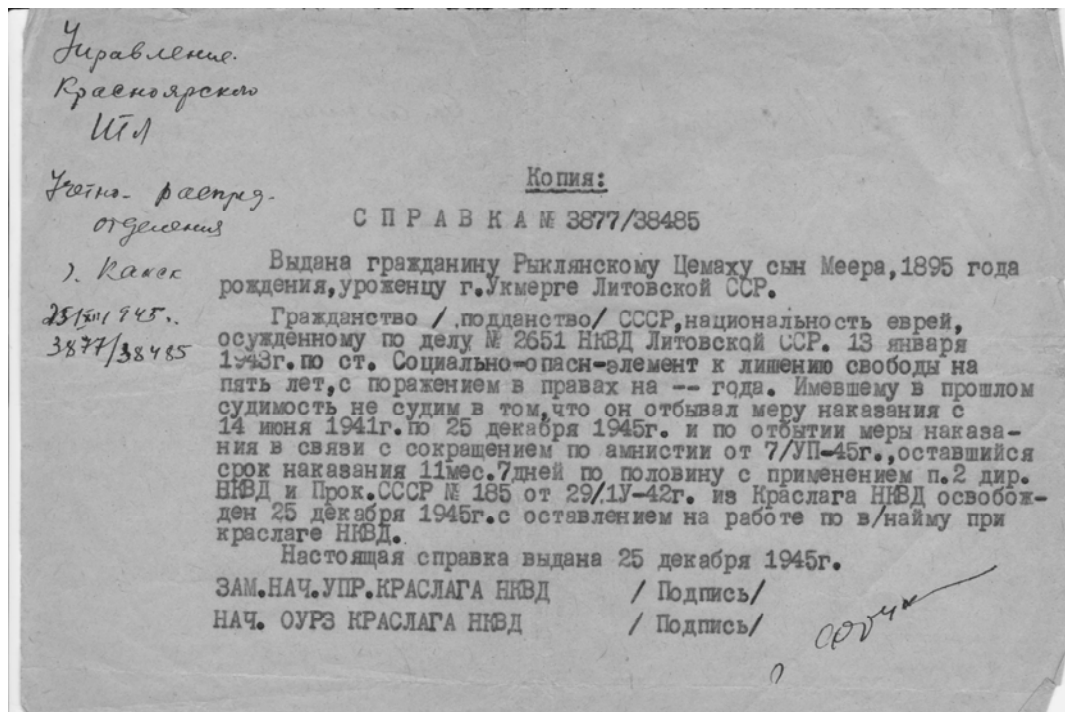 Управление
Красноярского
ИТЛ
Учетно-распред.
отделения
г. Канск
25/XII 1945г.
3877/38485
Копия:
СПРАВКА № 3877/38485
Выдана гражданину Рыклянскому Цемаху сын Меера,1895 года
рождения,уроженцу г.Укмерге Литовской ССР.
Гражданство / подданство/ СССР,национальность еврей,
осужденному по делу № 2651 НКВД Литовской ССР. 13 января
1943г.по ст. Социально-опасн-элемент к лишению свободы на
пять лет,с поражением в правах на -- года. Имевшему в прошлом
судимость не судим в том,что он отбывал меру наказания с
14 июня 1941г.по 25 декабря 1945г. и по отбытии меры наказа-
ния в связи с сокращением по амнистии от 7/УП-45г.,оставшийся
срок наказания 11мес.7дней по половину с применением п.2 дир.
НКВД и Прок.СССР № 185 от 29/1У-42г. из Краслага НКВД освобож-
ден 25 декабря 1945г.с оставлением на работе по в/найму при
краслаге НКВД.
Настоящая справка выдана 25 декабря 1945г.
ЗАМ.НАЧ.УПР.КРАСЛАГА НКВД / Подпись/
НАЧ. ОУРЗ КРАСЛАГА НКВД / Подпись/